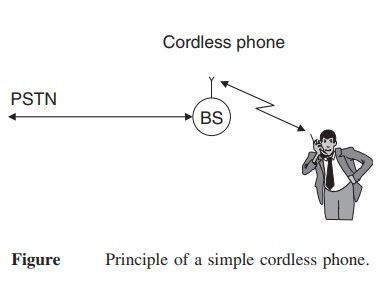 Cordless phone
PSTN
BS
Figure Principle of a simple cordless phone.